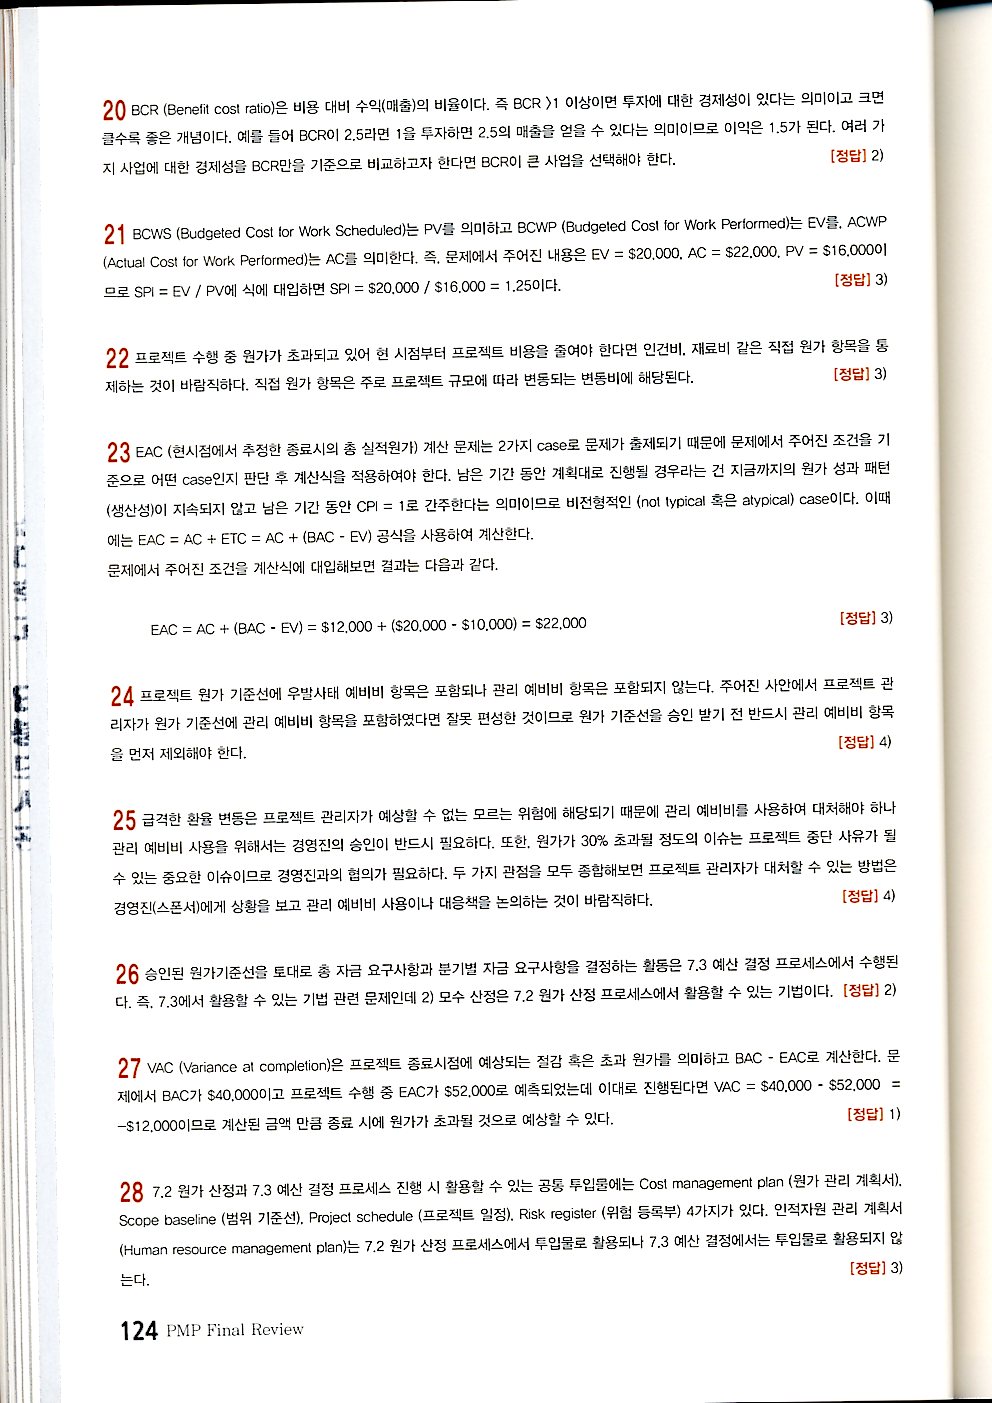 20 BCR (Benefit cost ratio)은 비용 대비 수익(매출)의 비율이다. 즉 BCR >1 이상이면 투자에 대한 경제성이 있다는 의미이고 크면
클수록 좋은 개념이다. 예를 들어 BCR이 2.5라면 1을 투자하면 2.5의 매출을 얻을 수 있다는 의미이므로 이익은 1.5가 된다. 여러 가
지 사업에 대한 경제성을 BCR만을 기준으로 비교하고자 한다면 BCR이 큰 사업을 선택해야 한다. [정답] 2)
21 BCWS (Budgeted Cost for Work Scheduled)는 PV를 의미하고 BCWP (Budgeted Cost for Work Performed)는 EV를, ACWP
(Actual Cost for Work Performed)는 AC를 의미한다. 즉, 문제에서 주어진 내용은 EV = $20,000, AC = $22,000, PV = $16,000이
므로 SPI = EV / PV에 식에 대입하면 SPI = $20,000 / $16,000 = 1.25이다. [정답] 3)
22 프로젝트 수행 중 원가가 초과되고 있어 현 시점부터 프로젝트 비용을 줄여야 한다면 인건비, 재료비 같은 직접 원가 항목을 통
제하는 것이 바람직하다. 직접 원가 항목은 주로 프로젝트 규모에 따라 변동되는 변동비에 해당된다. [정답] 3)
23 EAC (현시점에서 추정한 종료시의 총 실적원가) 계산 문제는 2가지 case로 문제가 출제되기 때문에 문제에서 주어진 조건을 기
준으로 어떤 case인지 판단 후 계산식을 적용하여야 한다. 남은 기간 동안 계획대로 진행될 경우라는 건 지금까지의 원가 성과 패턴
(생산성)이 지속되지 않고 남은 기간 동안 CPI = 1로 간주한다는 의미이므로 비전형적인 (not typical 혹은 atypical) case이다. 이때
에는 EAC = AC + ETC = AC + (BAC - EV) 공식을 사용하여 계산한다.
문제에서 주어진 조건을 계산식에 대입해보면 결과는 다음과 같다.
EAC = AC + (BAC - EV) = $12,000 + ($20,000 - $10,000) = $22,000 [정답] 3)
24 프로젝트 원가 기준선에 우발사태 예비비 항목은 포함되나 관리 예비비 항목은 포함되지 않는다. 주어진 사안에서 프로젝트 관
리자가 원가 기준선에 관리 예비비 항목을 포함하였다면 잘못 편성한 것이므로 원가 기준선을 승인 받기 전 반드시 관리 예비비 항목
을 먼저 제외해야 한다. [정답] 4)
25 급격한 환율 변동은 프로젝트 관리자가 예상할 수 없는 모르는 위험에 해당되기 때문에 관리 예비비를 사용하여 대처해야 하나
관리 예비비 사용을 위해서는 경영진의 승인이 반드시 필요하다. 또한, 원가가 30% 초과될 정도의 이슈는 프로젝트 중단 사유가 될
수 있는 중요한 이슈이므로 경영진과의 협의가 필요하다. 두 가지 관점을 모두 종합해보면 프로젝트 관리자가 대처할 수 있는 방법은
경영진(스폰서)에게 상황을 보고 관리 예비비 사용이나 대응책을 논의하는 것이 바람직하다. [정답] 4)
26 승인된 원가기준선을 토대로 총 자금 요구사항과 분기별 자금 요구사항을 결정하는 활동은 7.3 예산 결정 프로세스에서 수행된
다. 즉, 7.3에서 활용할 수 있는 기법 관련 문제인데 2) 모수 산정은 7.2 원가 산정 프로세스에서 활용할 수 있는 기법이다. [정답] 2)
27 VAC (Variance at completion)은 프로젝트 종료시점에 예상되는 절감 혹은 초과 원가를 의미하고 BAC - EAC로 계산한다. 문
제에서 BAC가 $40,000이고 프로젝트 수행 중 EAC가 $52,000로 예측되었는데 이대로 진행된다면 VAC = $40,000 - $52,000 =
-$12,000이므로 계산된 금액 만큼 종료 시에 원가가 초과될 것으로 예상할 수 있다. [정답] 1)
28 7.2 원가 산정과 7.3 예산 결정 프로세스 진행 시 활용할 수 있는 공통 투입물에는 Cost management plan (원가 관리 계획서),
Scope baseline (범위 기준선), Project schedule (프로젝트 일정), Risk register (위험 등록부) 4가지가 있다. 인적자원 관리 계획서
(Human resource management plan)는 7.2 원가 산정 프로세스에서 투입물로 활용되나 7.3 예산 결정에서는 투입물로 활용되지 않
는다. [정답] 3)
124 PMP Final Review